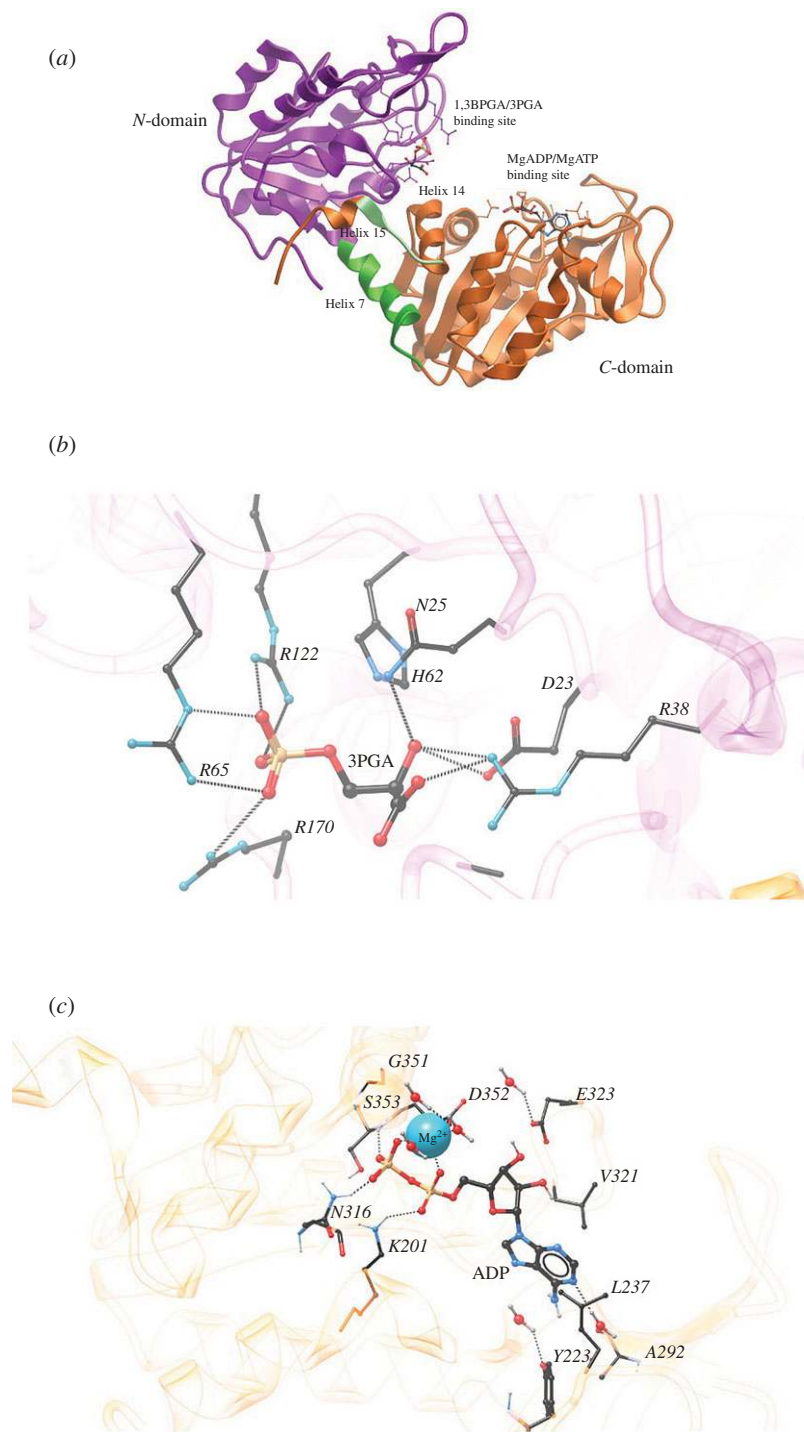 (a)
N-domain
1,3BPGA/3PGA
binding site
MgADP/MgATP
binding site
Helix 14
Helix 15
Helix 7
C-domain
(b)
N25
R122
H62
D23
R38
3PGA
R65
R170
(c)
G351
D352
E323
S353
Mg2+
V321
N316
K201
ADP
L237
Y223
A292